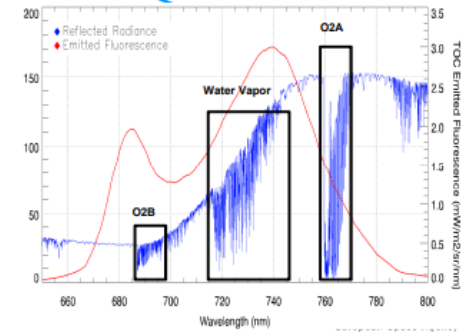 200
150
100
50
0
Reflected Radiance
Emitted Fluorescence
O2B
Water Vapor
O2A
3.5
3.0
2.5
2.0
1.5
1.0
0.5
0.0
TOC Emitted Fluorescence (mW/m2/sr/nm)
660 680 700 720 740 760 780 800
Wavelength (nm)